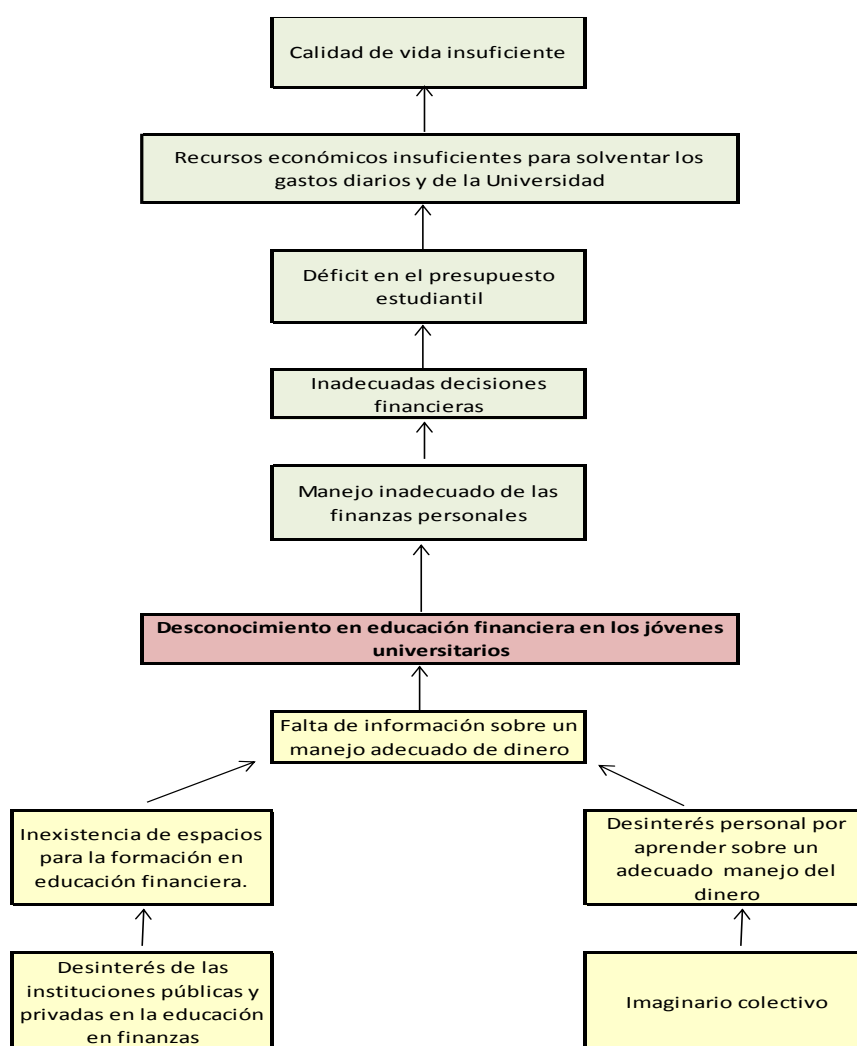 Calidad de vida insuficiente
Recursos económicos insuficientes para solventar los
gastos diarios y de la Universidad
Déficit en el presupuesto
estudiantil
Inadecuadas decisiones
financieras
Manejo inadecuado de las
finanzas personales
Desconocimiento en educación financiera en los jóvenes
universitarios
Falta de información sobre un
manejo adecuado de dinero
Inexistencia de espacios
para la formación en
educación financiera.
Desinterés personal por
aprender sobre un
adecuado manejo del
dinero
Desinterés de las
instituciones públicas y
privadas en la educación
en finanzas
Imaginario colectivo